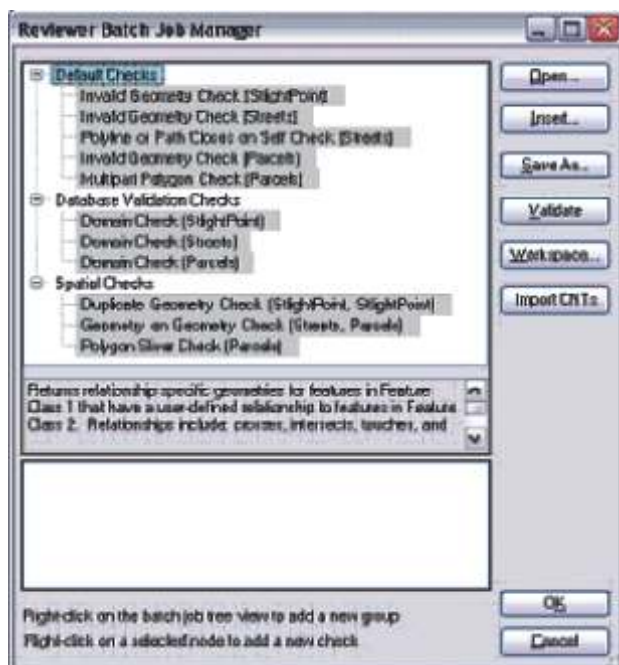 Reviewer Batch Job Manager
Default Checks
Invalid Geometry Check (StlightPoint)
Invalid Geometry Check (Streets)
Polyline or Path Closes on Self Check (Streets)
Invalid Geometry Check (Parcels)
Multipart Polygon Check (Parcels)
Database Validation Checks
Domain Check (StlightPoint)
Domain Check (Streets)
Domain Check (Parcels)
Spatial Checks
Duplicate Geometry Check (StlightPoint, StlightPoint)
Geometry on Geometry Check (Streets, Parcels)
Polygon Sliver Check (Parcels)
Returns relationship specific geometries for features in Feature
Class 1 that have a user-defined relationship to features in Feature
Class 2. Relationships include: crosses, intersects, touches, and
Right-click on the batch job tree view to add a new group
Right-click on a selected node to add a new check
Open...
Insert...
Save As...
Validate
Workspace...
Import CNTs
OK
Cancel